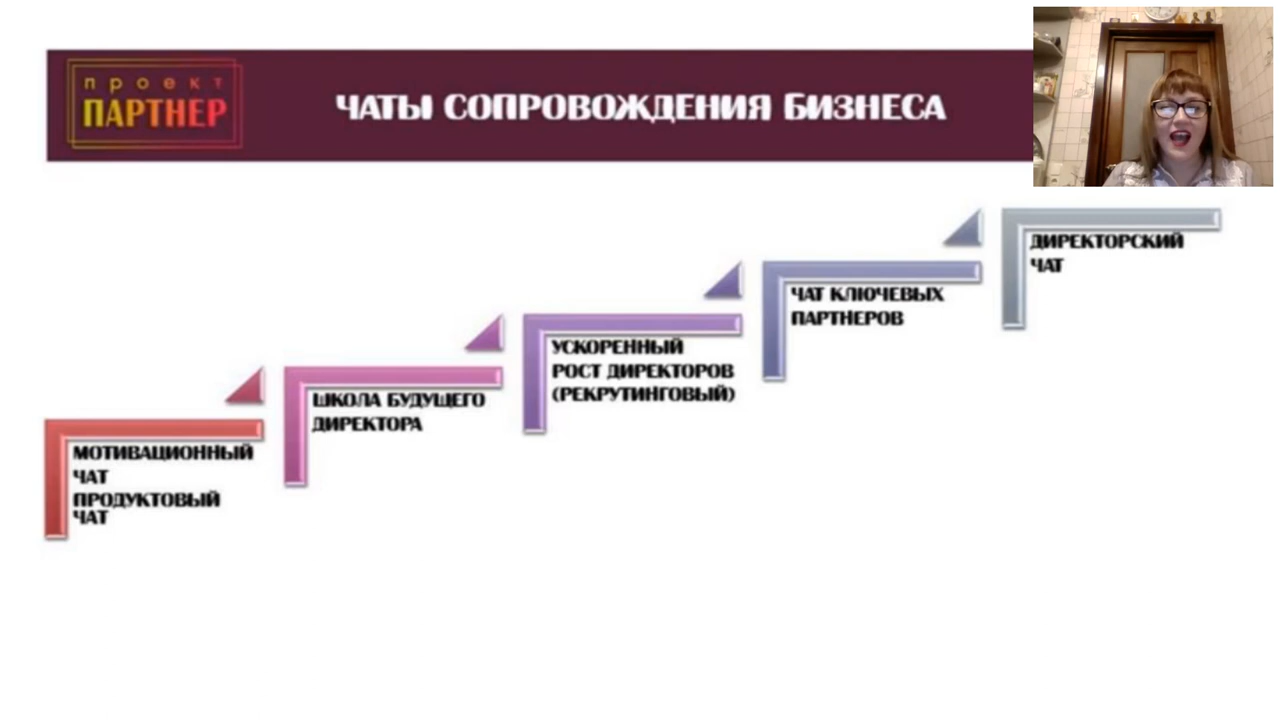 проект
ПАРТНЕР
ЧАТЫ СОПРОВОЖДЕНИЯ БИЗНЕСА
МОТИВАЦИОННЫЙ
ЧАТ
ПРОДУКТОВЫЙ
ЧАТ
ШКОЛА БУДУЩЕГО
ДИРЕКТОРА
УСКОРЕННЫЙ
РОСТ ДИРЕКТОРОВ
(РЕКРУТИНГОВЫЙ)
ЧАТ КЛЮЧЕВЫХ
ПАРТНЕРОВ
ДИРЕКТОРСКИЙ
ЧАТ